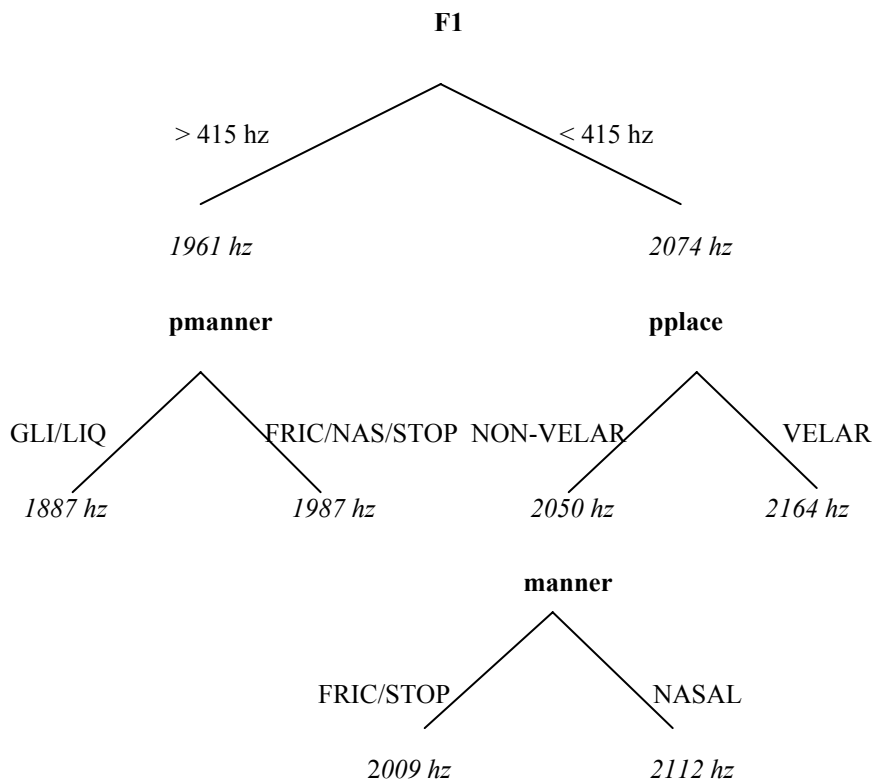 F1
> 415 hz < 415 hz
1961 hz 2074 hz
pmanner pplace
GLI/LIQ FRIC/NAS/STOP NON-VELAR VELAR
1887 hz 1987 hz 2050 hz 2164 hz
manner
FRIC/STOP NASAL
2009 hz 2112 hz